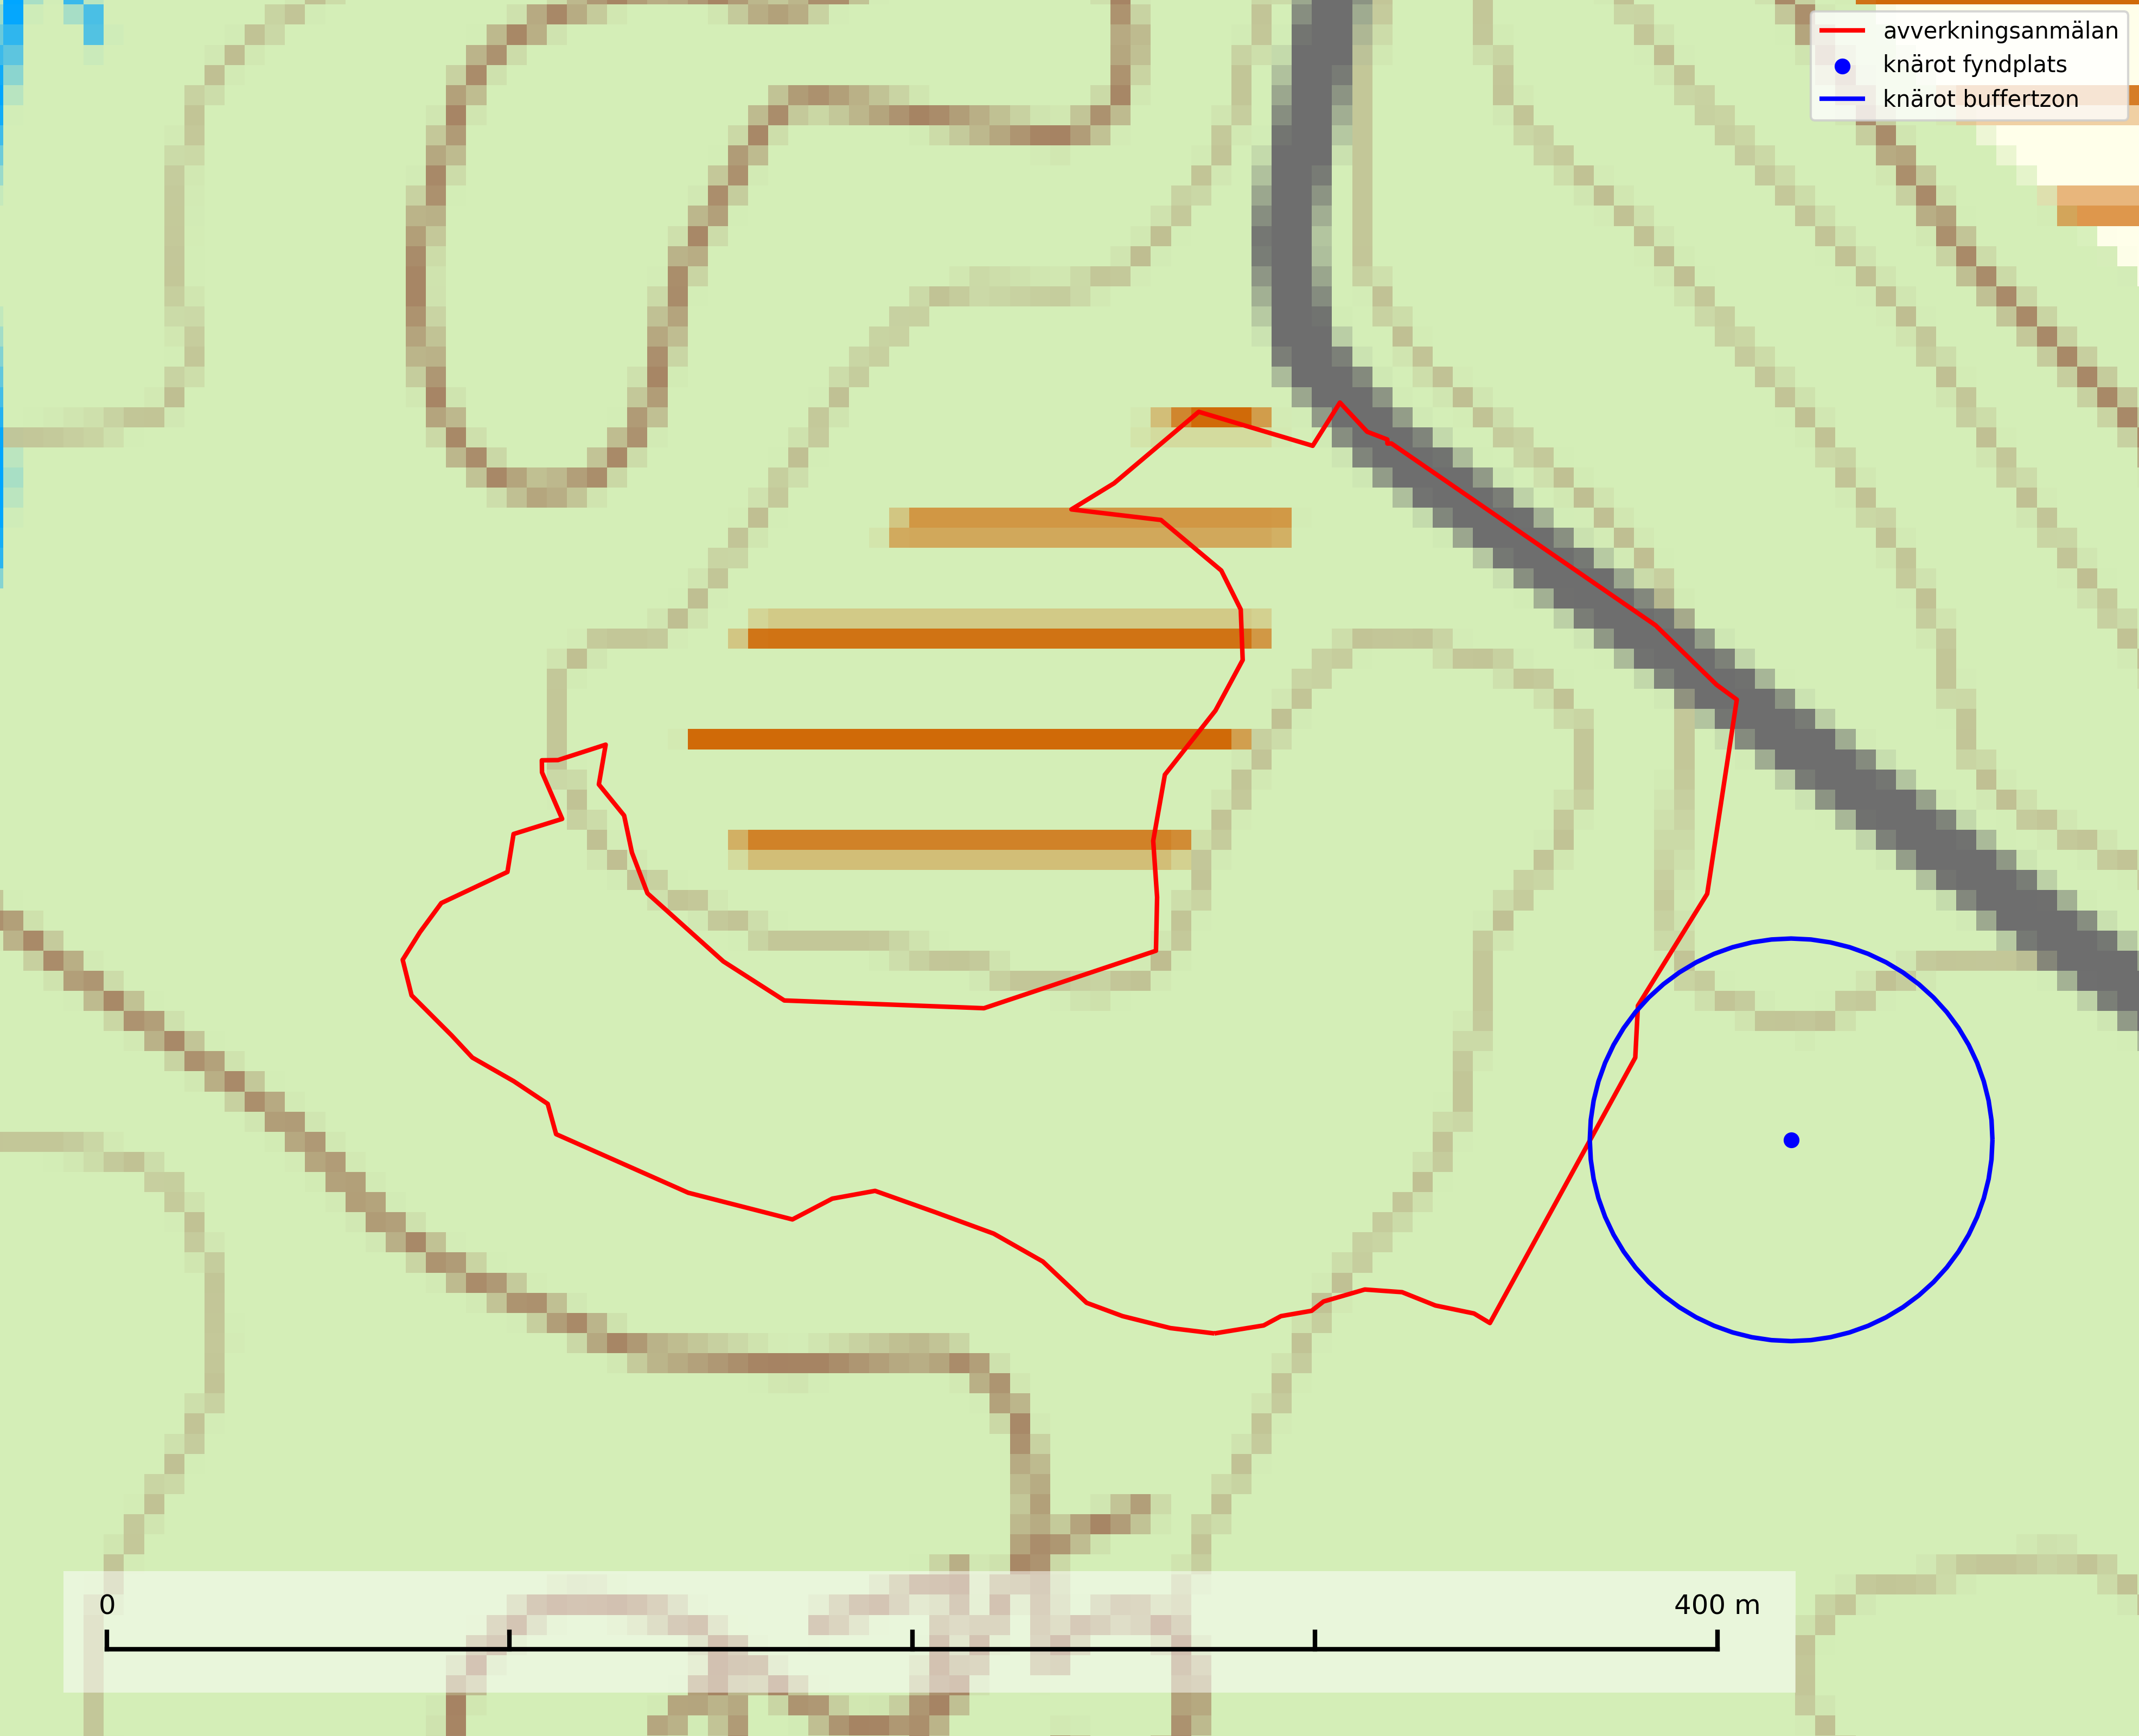 avverkningsanmälan
knärot fyndplats
knärot buffertzon
0
400 m